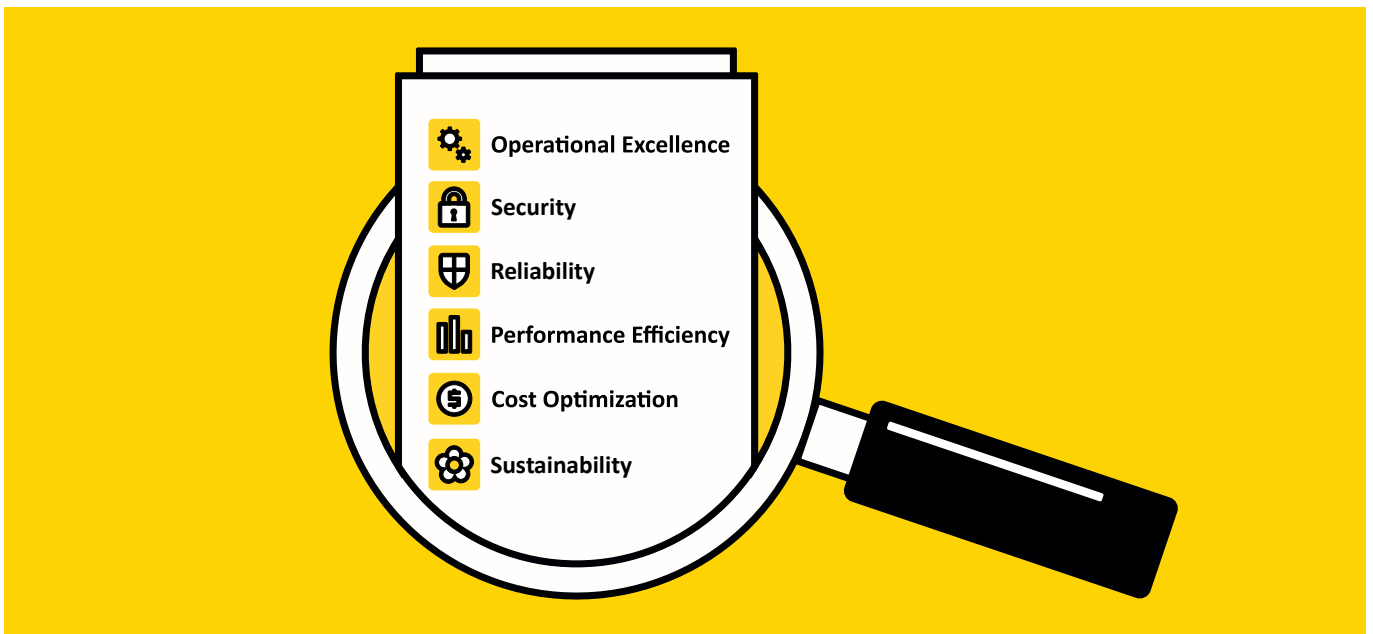 Operational Excellence
Security
Reliability
Performance Efficiency
Cost Optimization
Sustainability